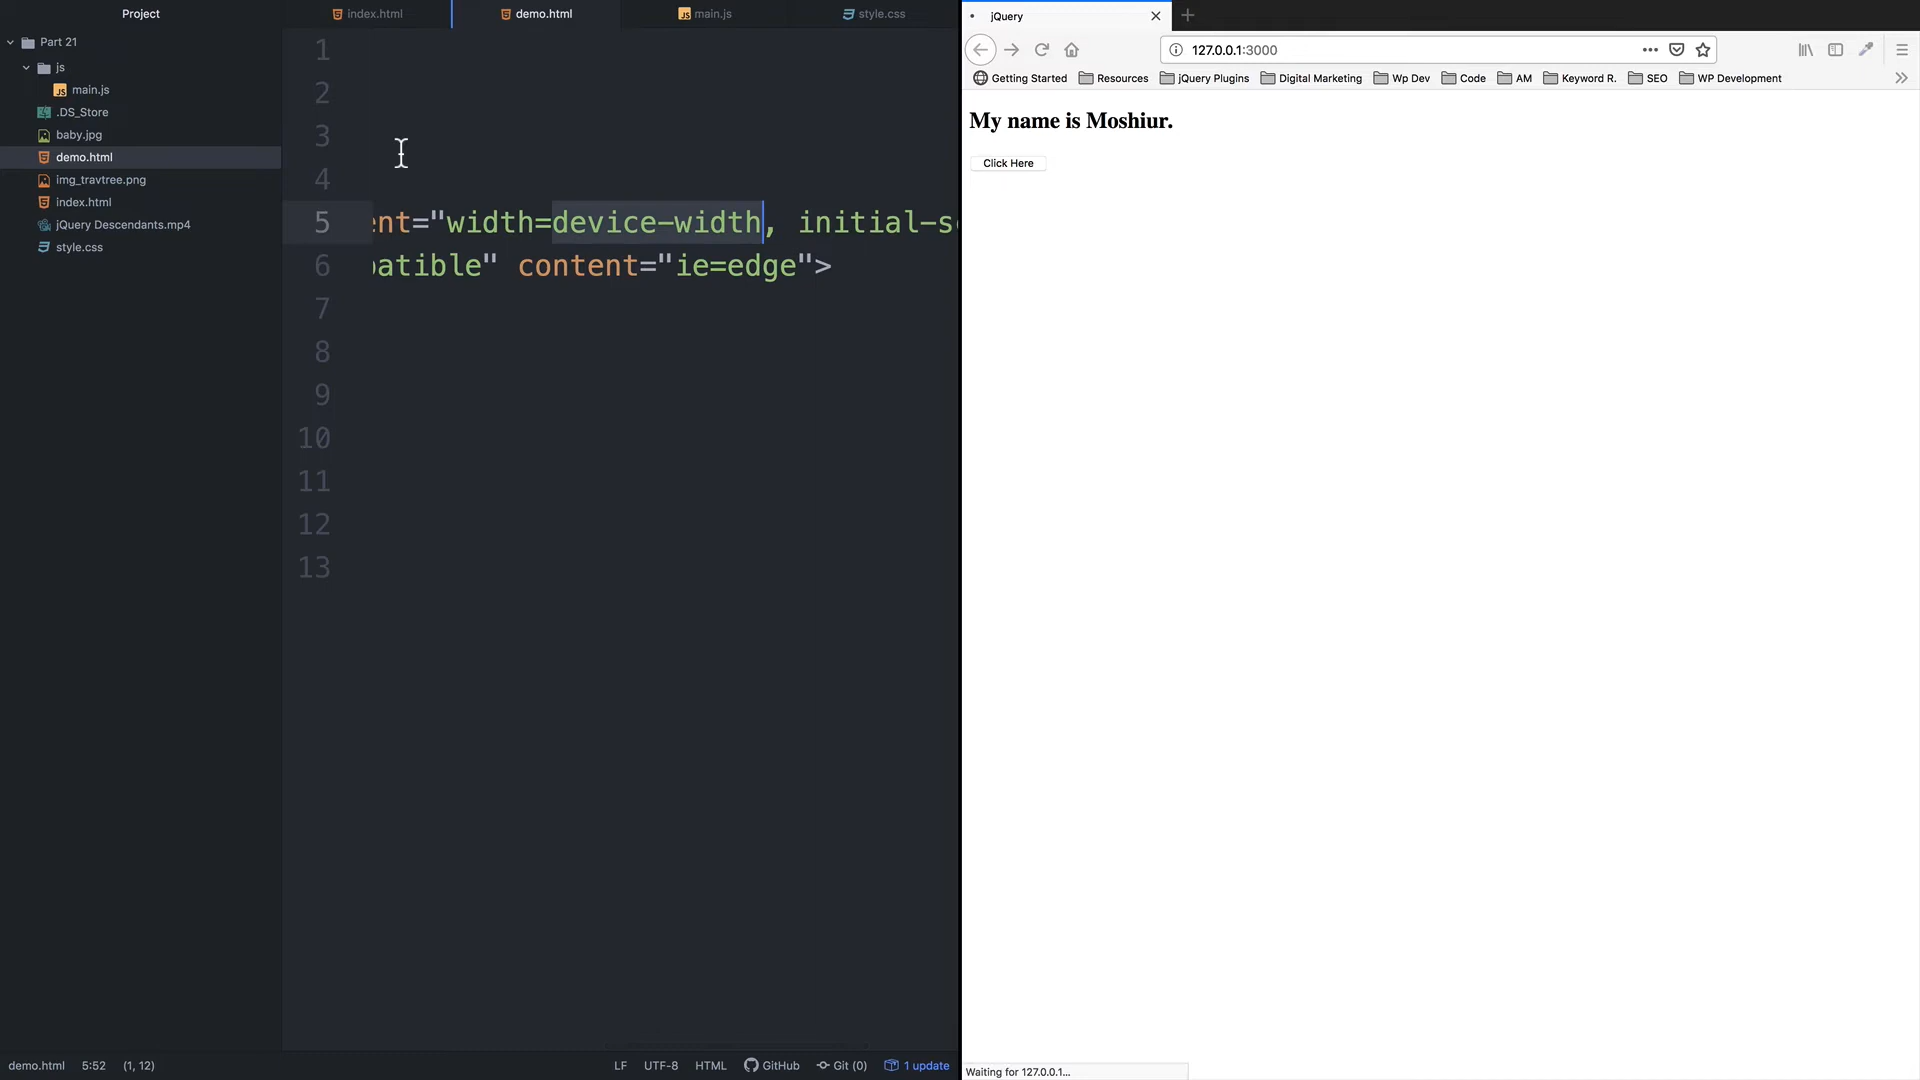 Project
Part 21
js
main.js
.DS_Store
baby.jpg
demo.html
img_travtree.png
index.html
jQuery Descendants.mp4
style.css
index.html
demo.html
main.js
style.css
1
2
3
4
5 ent="width=device-width, initial-s
6 patible" content="ie=edge">
7
8
9
10
11
12
13
demo.html 5:52 (1, 12) LF UTF-8 HTML GitHub Git (0) 1 update
jQuery
127.0.0.1:3000
Getting Started Resources jQuery Plugins Digital Marketing Wp Dev Code AM Keyword R. SEO WP Development
My name is Moshiur.
Click Here
Waiting for 127.0.0.1...